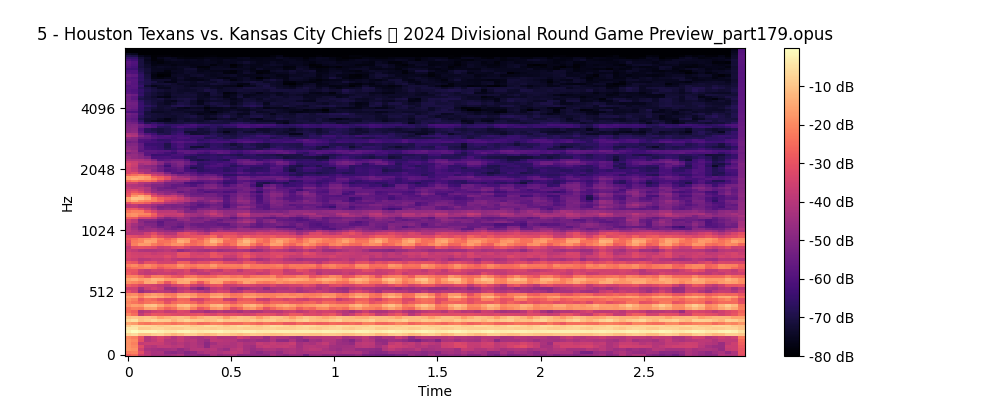 5 - Houston Texans vs. Kansas City Chiefs ▯ 2024 Divisional Round Game Preview_part179.opus
Hz
4096
2048
1024
512
0
0 0.5 1 1.5 2 2.5
Time
-10 dB
-20 dB
-30 dB
-40 dB
-50 dB
-60 dB
-70 dB
-80 dB